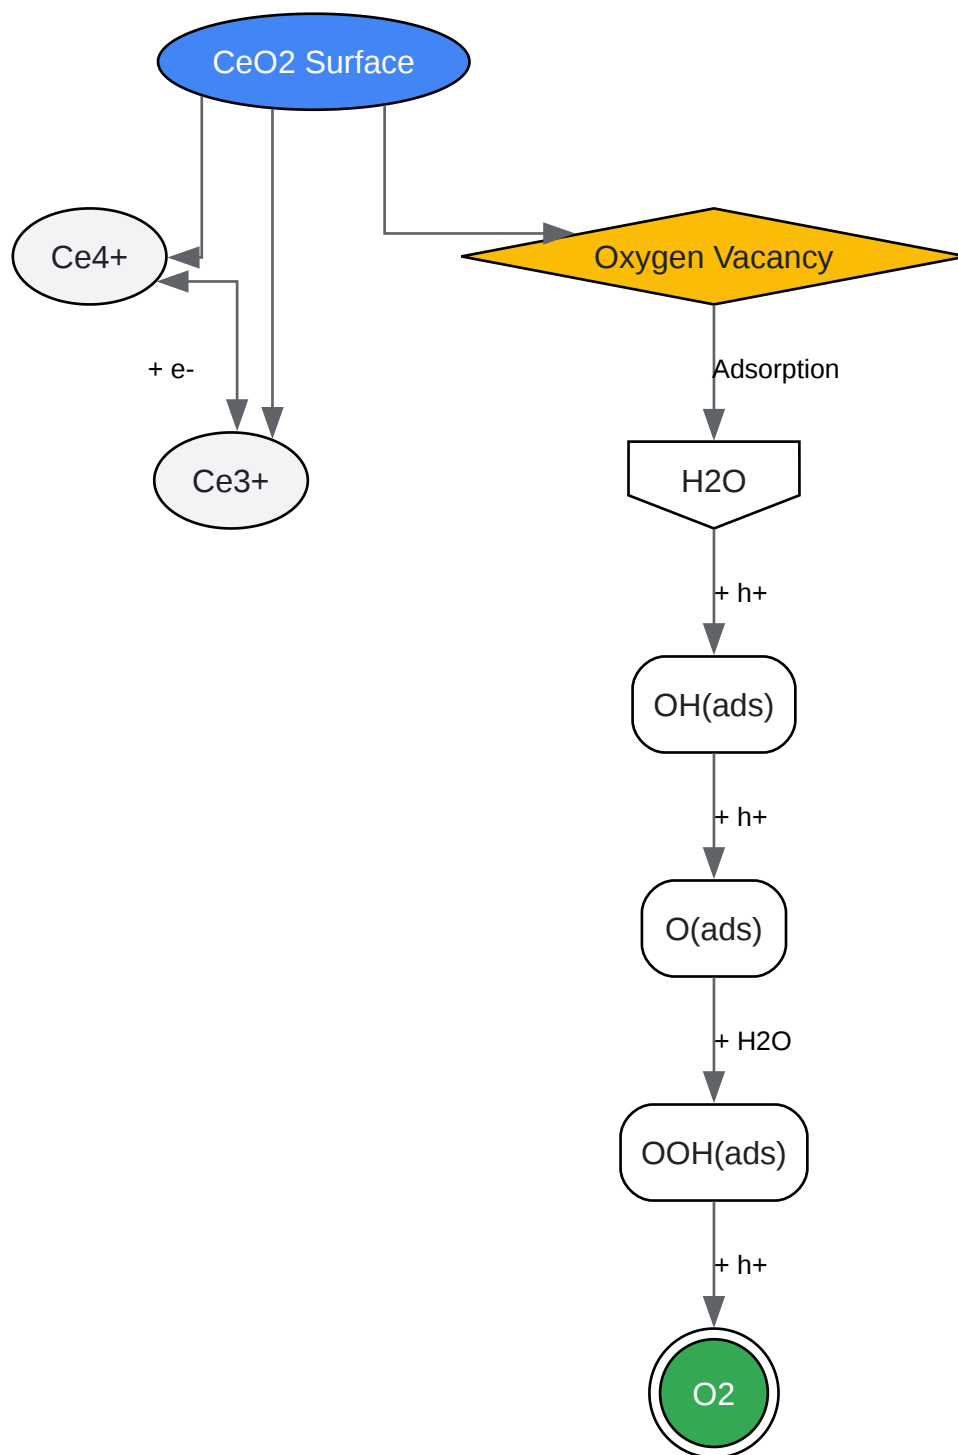 CeO2 Surface
Ce4+
Oxygen Vacancy
+ e-
Adsorption
Ce3+
H2O
+ h+
OH(ads)
+ h+
O(ads)
+ H2O
OOH(ads)
+ h+
O2